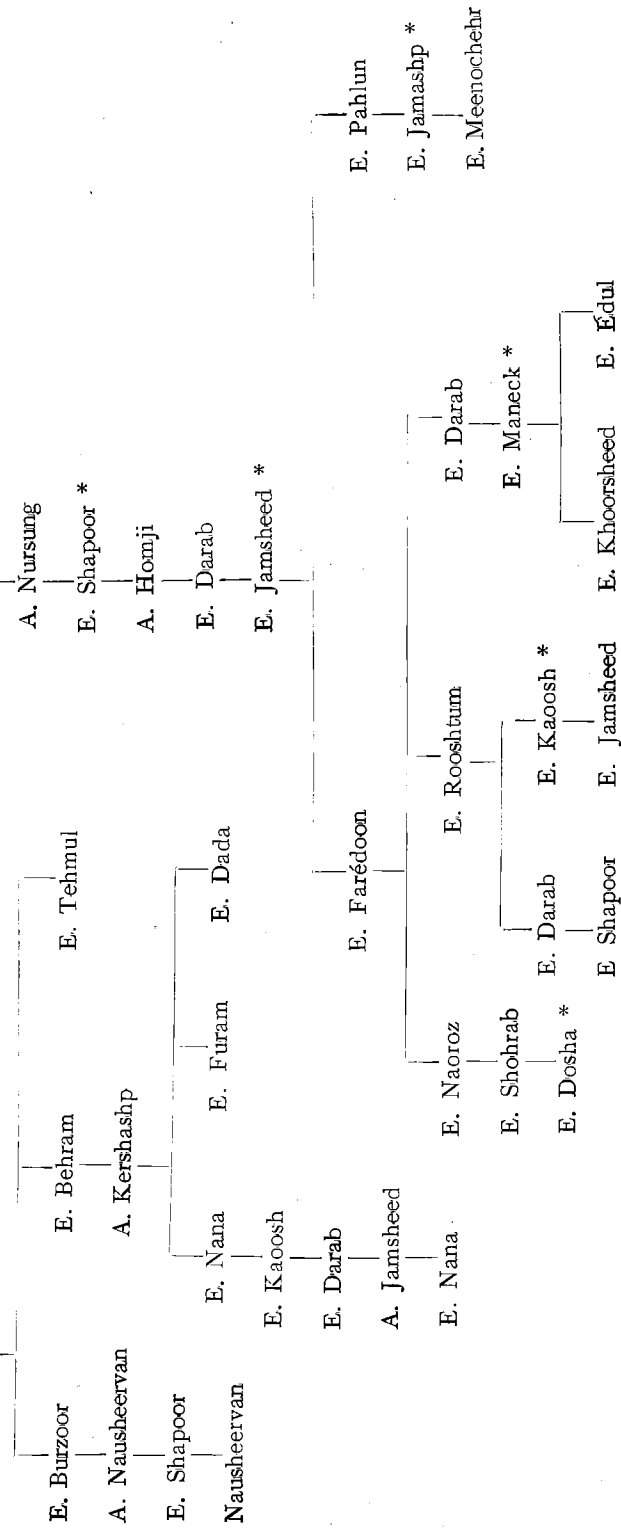 A. Nursung
E. Burzoor E. Behram E. Tehmul
E. Shapoor *
A. Nausheervan A. Kershashp
A. Homji
E. Shapoor
E. Darab
E. Nana E. Furam E. Dada
Nausheervan
E. Jamsheed *
E. Kaoosh
E. Darab
E. Farédoon E. Pahlun
A. Jamsheed
E. Jamashp *
E. Nana E. Naoroz E. Rooshtum E. Darab
E. Meenochehr
E. Shohrab E. Maneck *
E. Darab E. Kaoosh *
E. Dosha *
E Shapoor E. Jamsheed E. Khoorsheed E. Édul